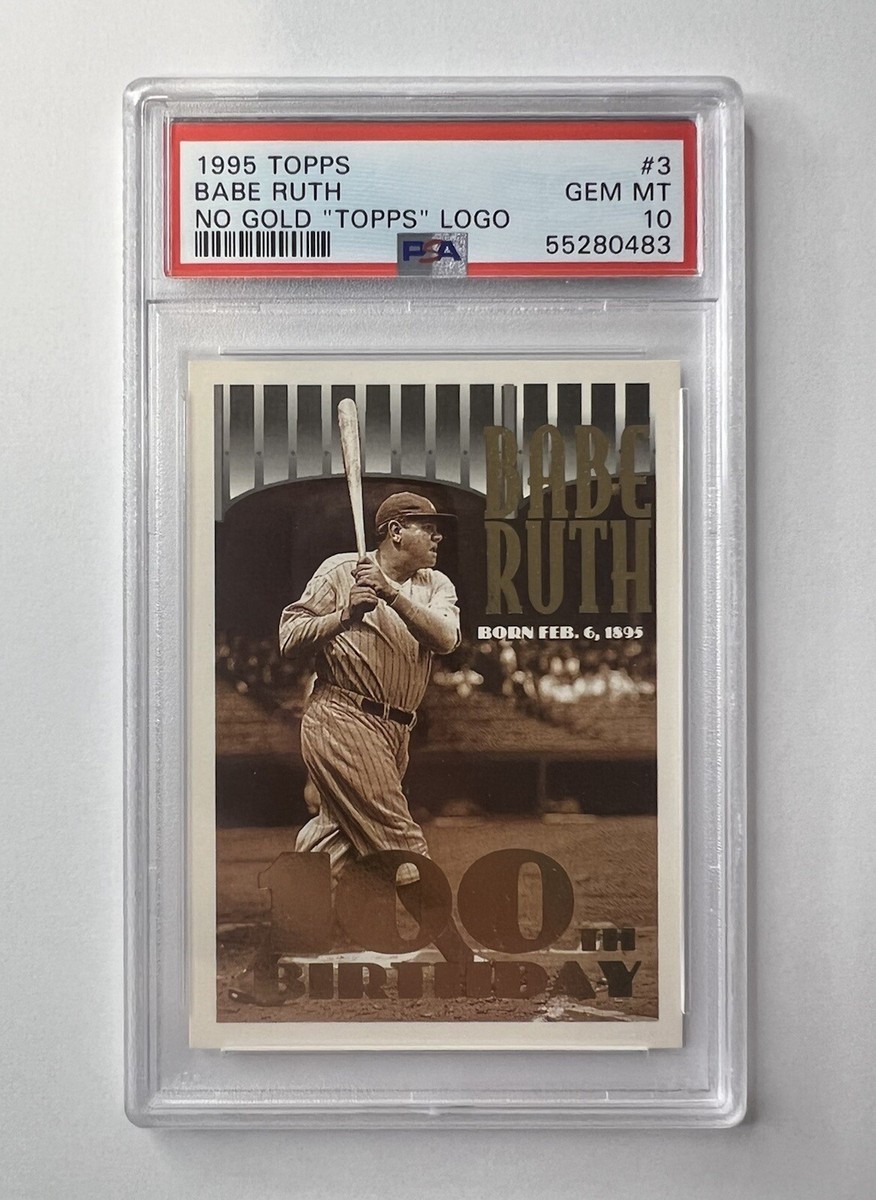 1995 TOPPS #3
BABE RUTH GEM MT
NO GOLD "TOPPS" LOGO 10
PSA 55280483
BABE
RUTH
BORN FEB. 6, 1895
100TH
BIRTHDAY